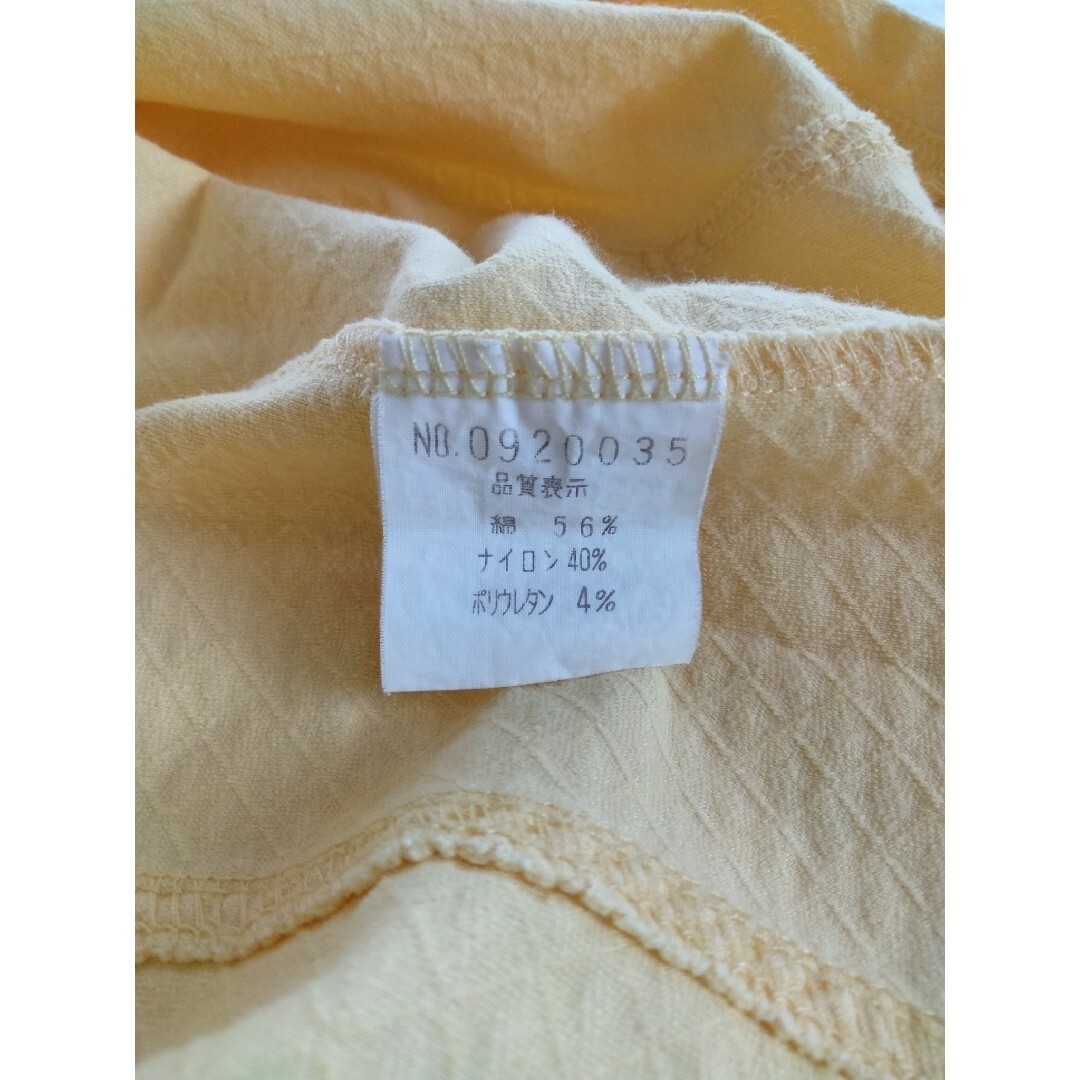 NO.0920035
品質表示
綿 56%
ナイロン 40%
ポリウレタン 4%